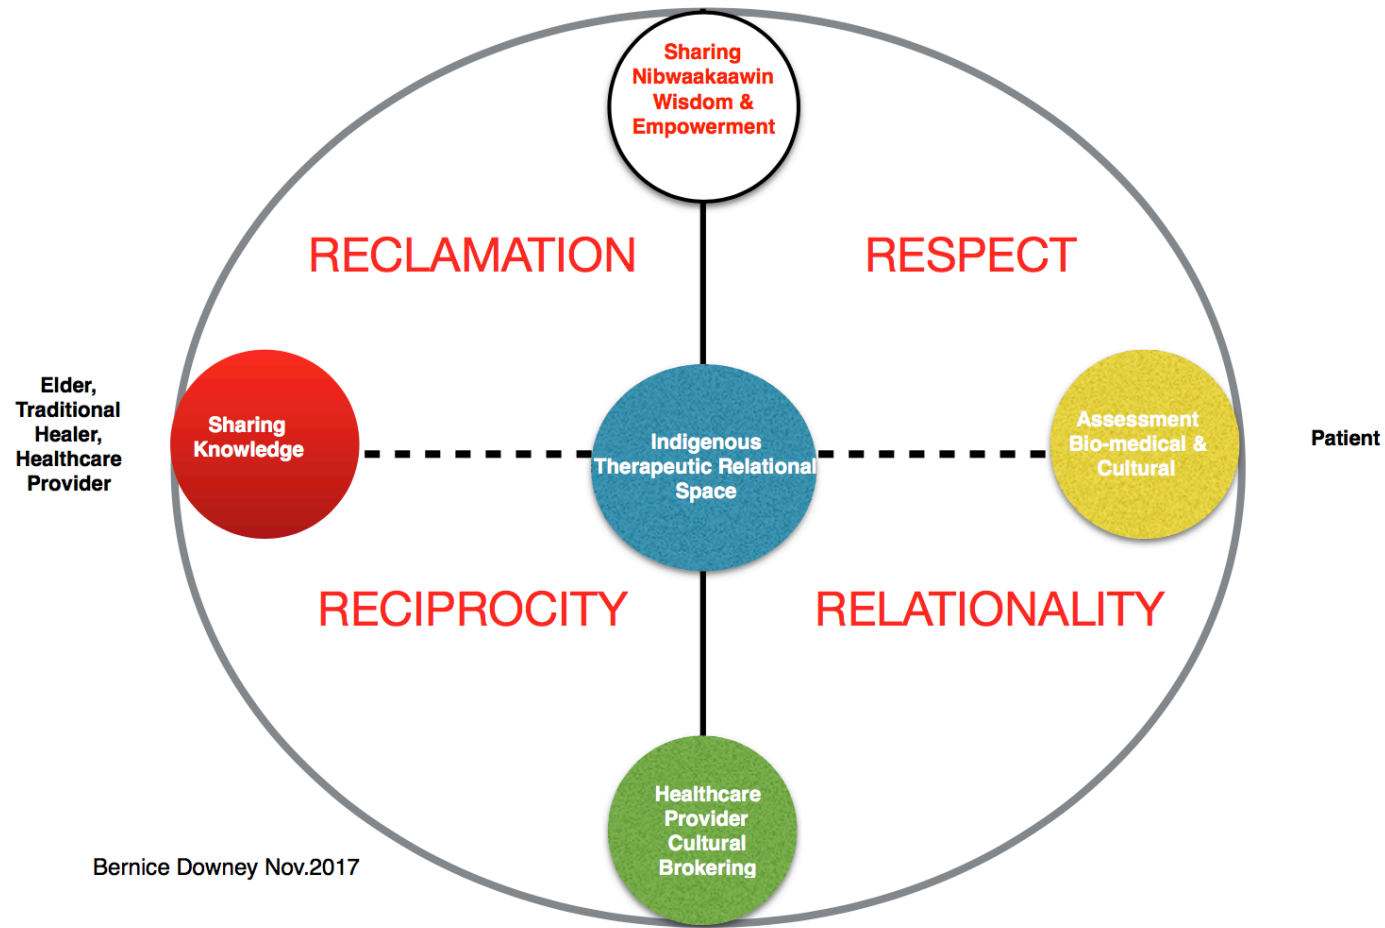 Sharing
Nibwaakaawin
Wisdom &
Empowerment
RECLAMATION
RESPECT
Elder,
Traditional
Healer,
Healthcare
Provider
Sharing
Knowledge
Indigenous
Therapeutic Relational
Space
Assessment
Bio-medical &
Cultural
Patient
RECIPROCITY
RELATIONALITY
Healthcare
Provider
Cultural
Brokering
Bernice Downey Nov.2017